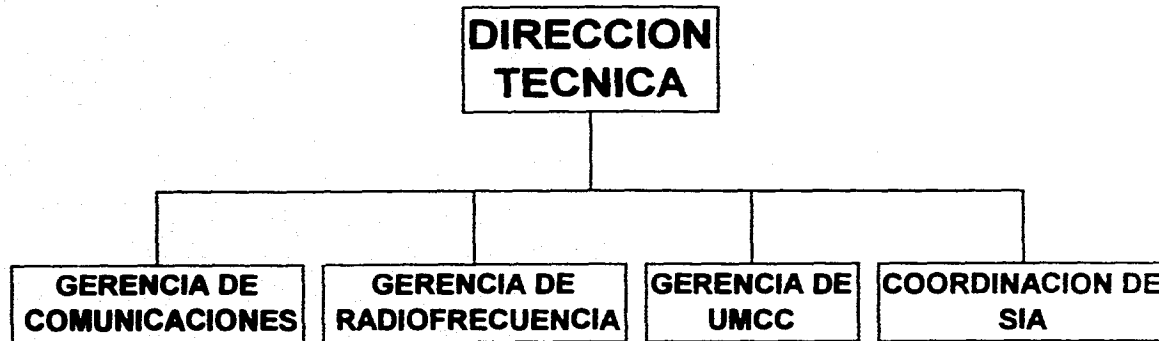 DIRECCION
TECNICA
GERENCIA DE
COMUNICACIONES
GERENCIA DE
RADIOFRECUENCIA
GERENCIA DE
UMCC
COORDINACION DE
SIA